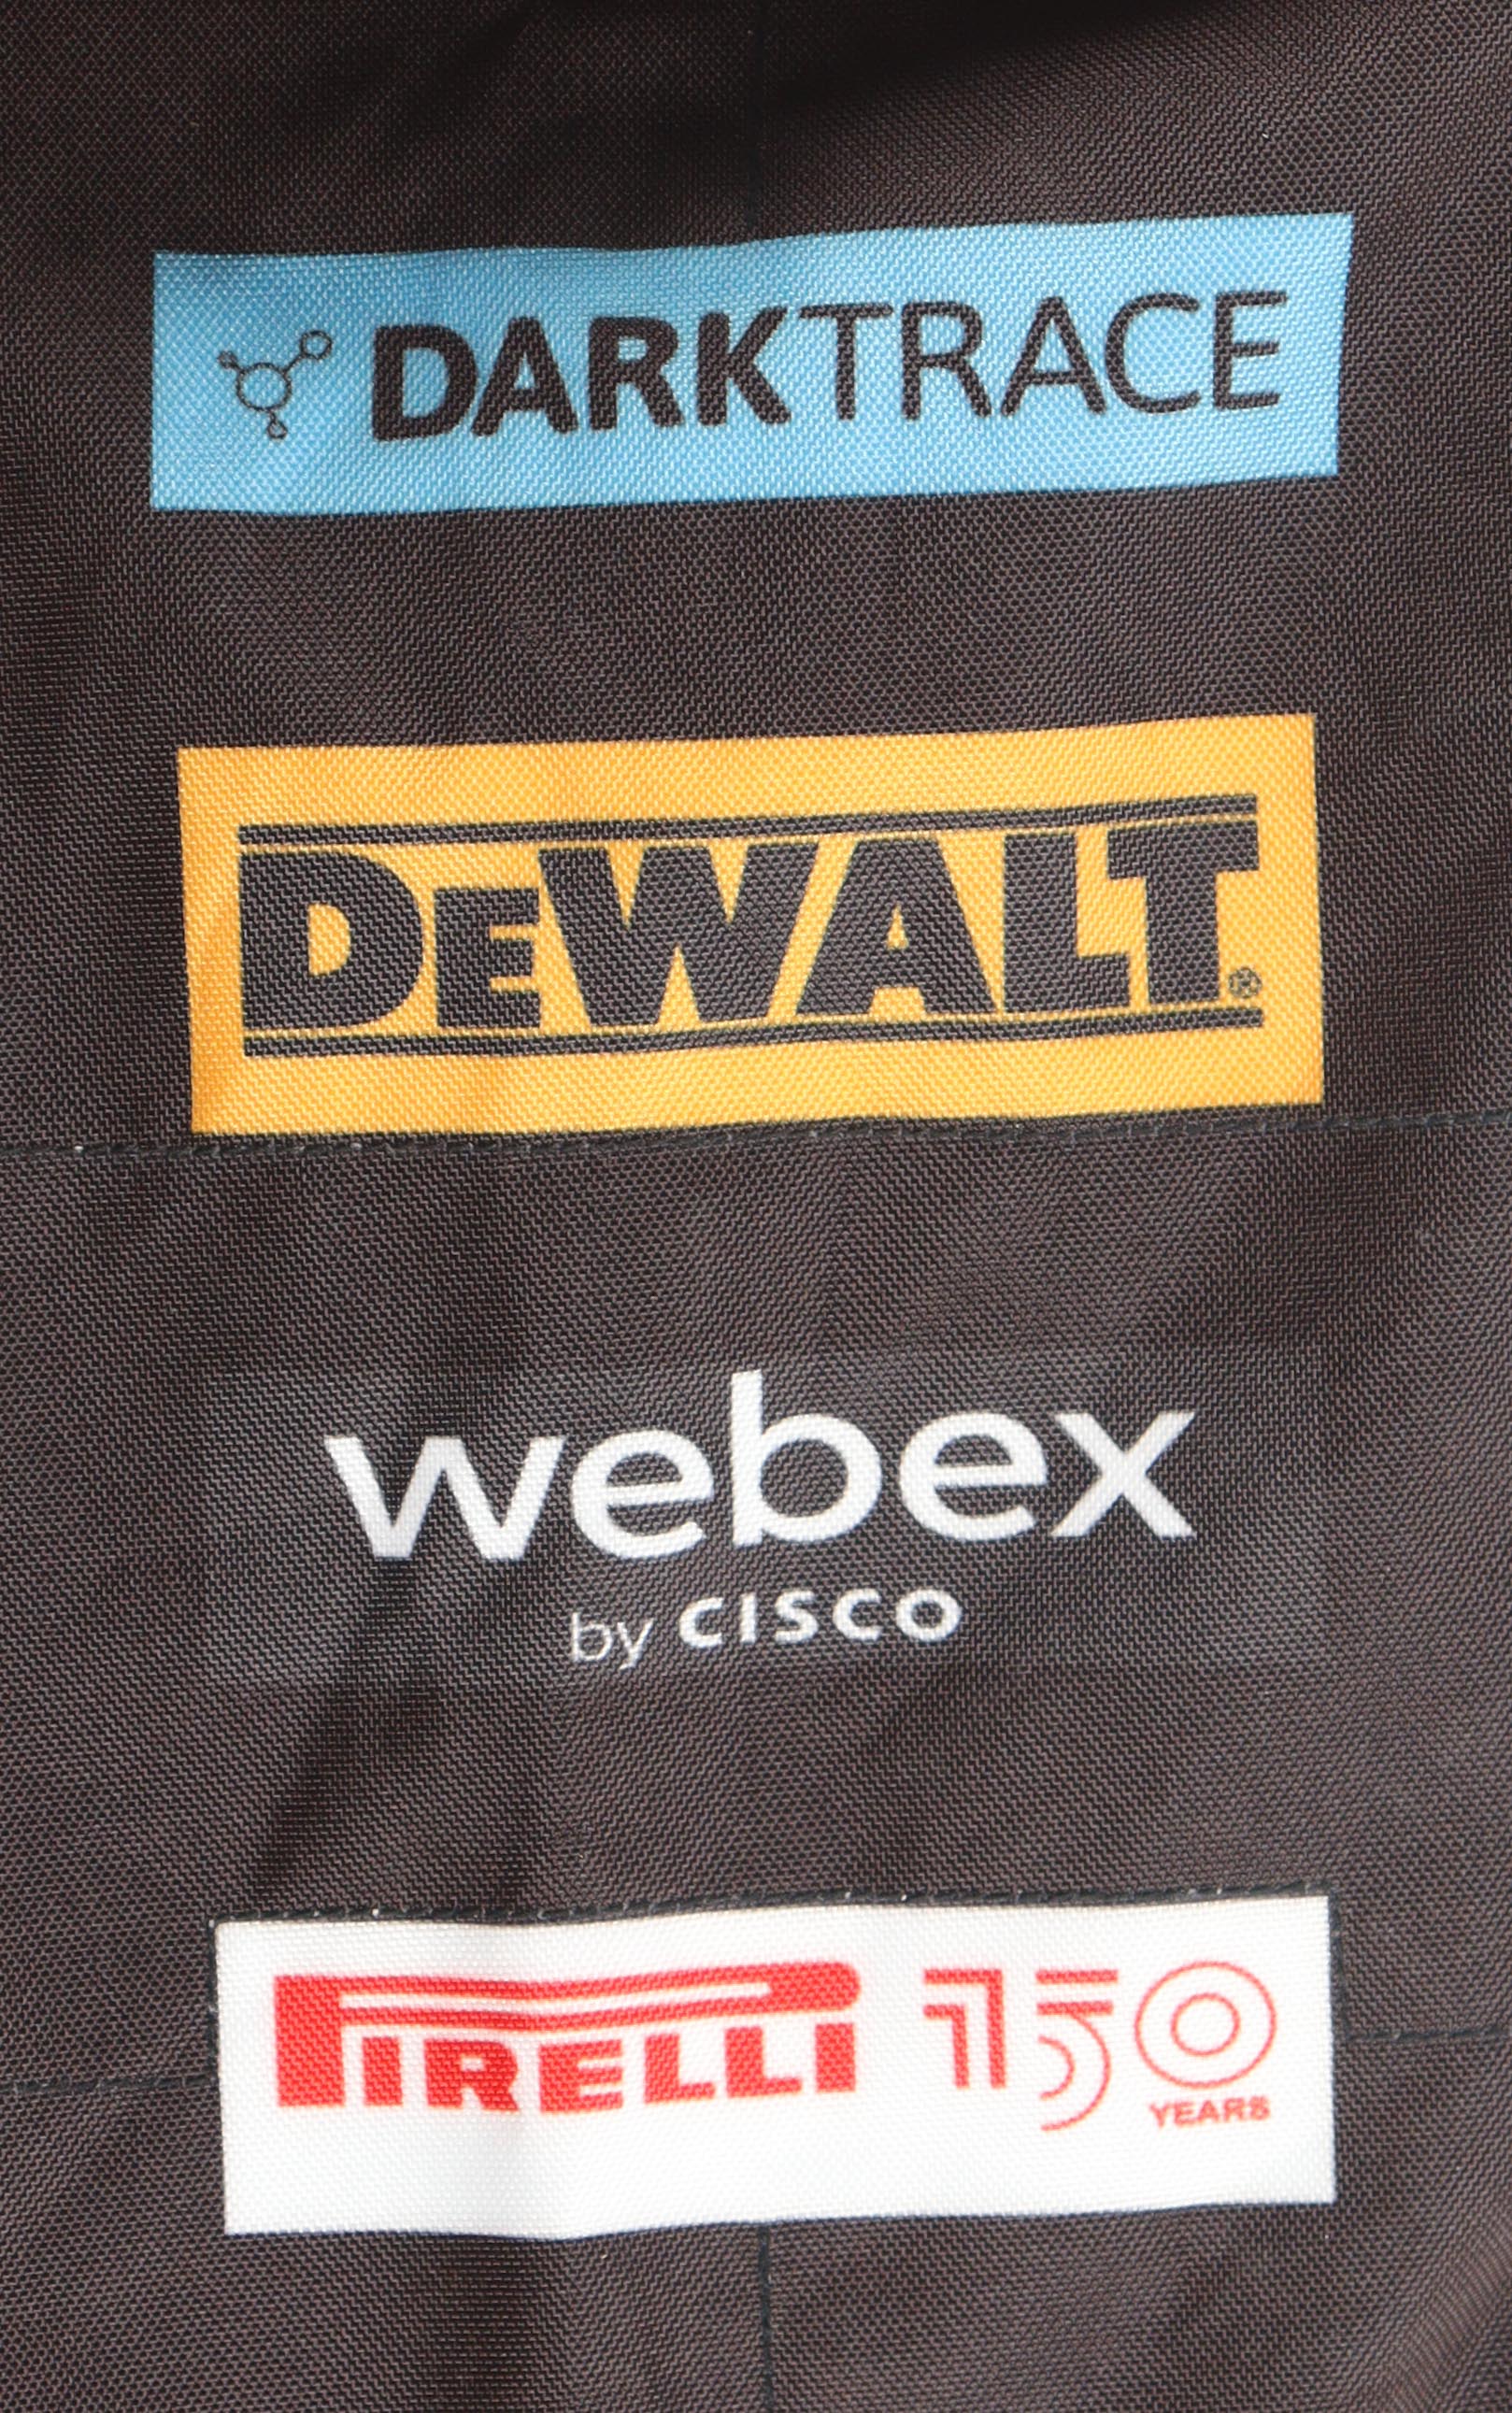 DARKTRACE
DEWALT®
webex
by CISCO
PIRELLI 150
YEARS